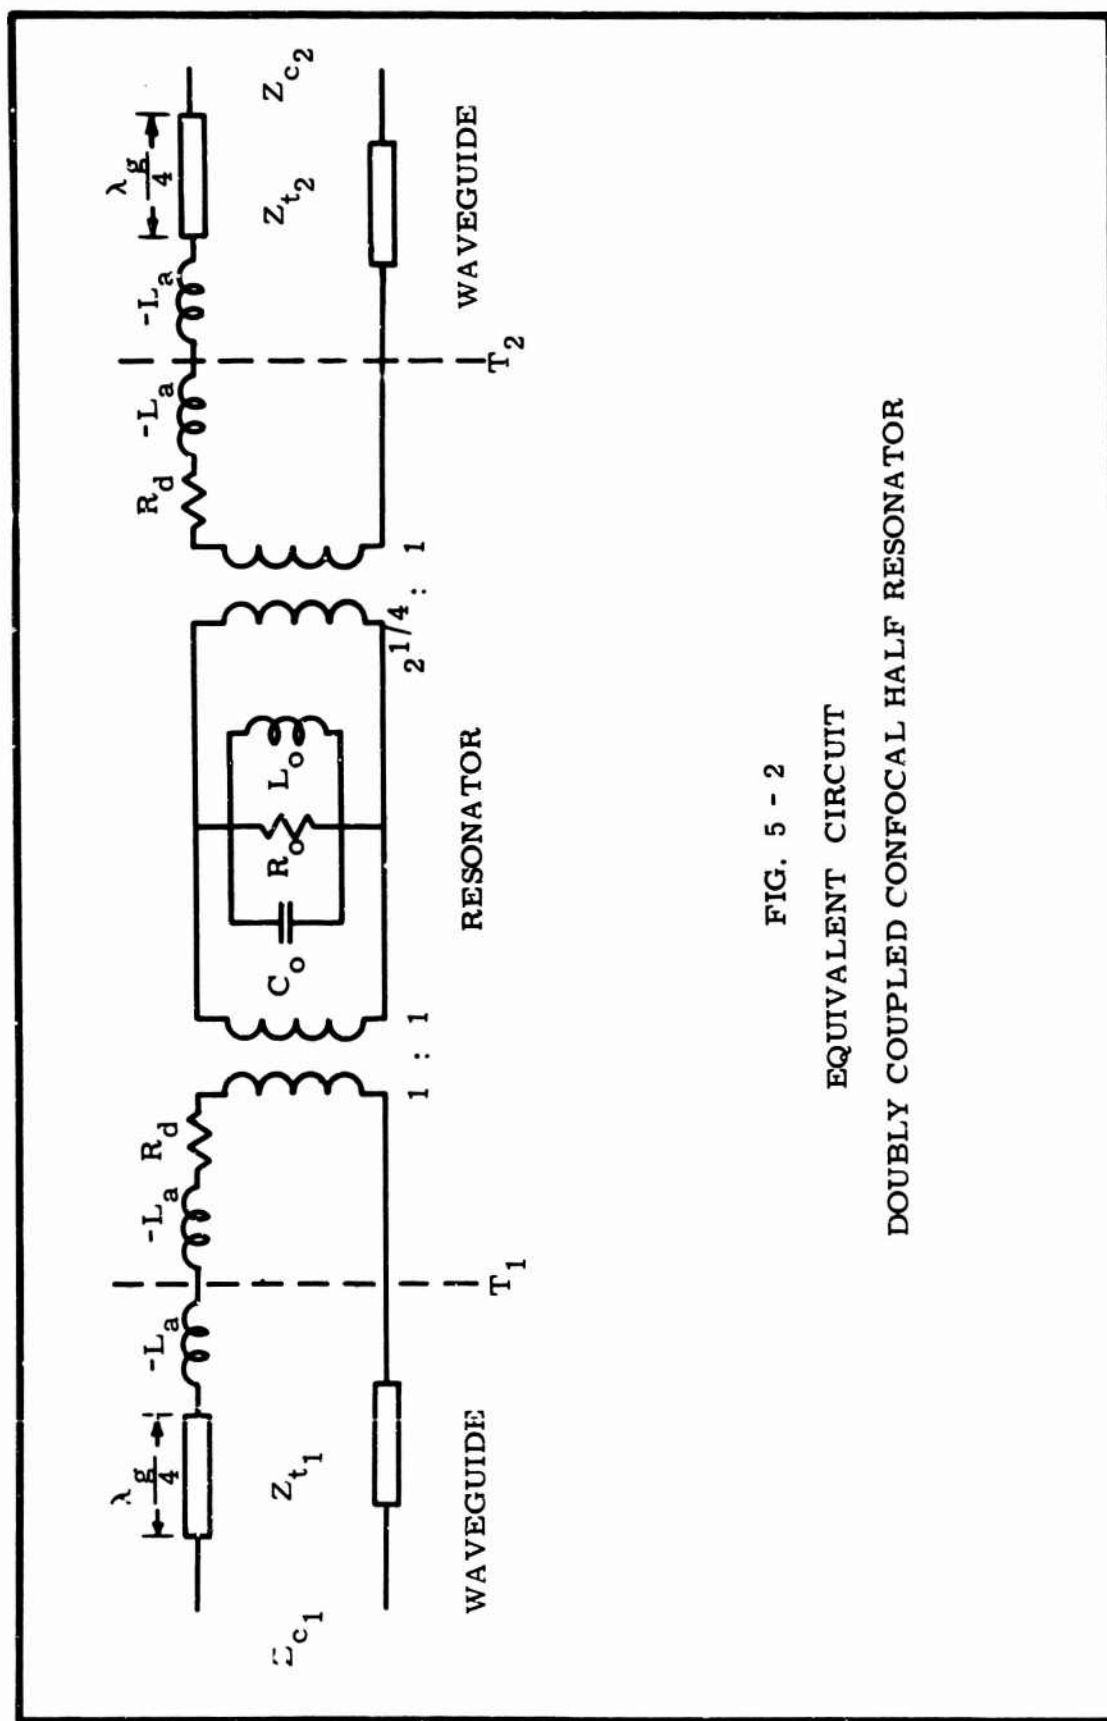 λg/4
-La
-La
Rd
Rd
-La
-La
λg/4
Zt1
Co
Ro
Lo
Zt2
Zc2
1 : 1
2^1/4 : 1
T1
T2
WAVEGUIDE
RESONATOR
WAVEGUIDE
FIG. 5 - 2
EQUIVALENT CIRCUIT
DOUBLY COUPLED CONFOCAL HALF RESONATOR